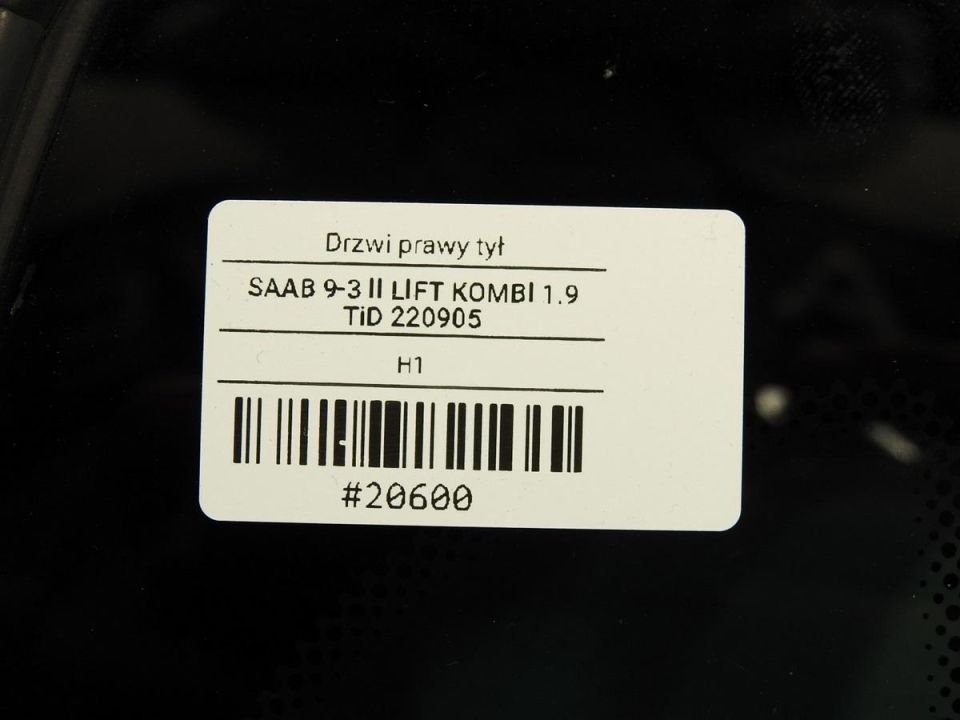 Drzwi prawy tył
SAAB 9-3 II LIFT KOMBI 1.9
TiD 220905
H1
#20600